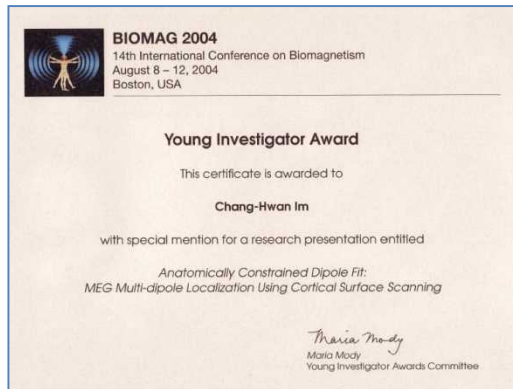 BIOMAG 2004
14th International Conference on Biomagnetism
August 8 – 12, 2004
Boston, USA
Young Investigator Award
This certificate is awarded to
Chang-Hwan Im
with special mention for a research presentation entitled
Anatomically Constrained Dipole Fit:
MEG Multi-dipole Localization Using Cortical Surface Scanning
Maria Mody
Maria Mody
Young Investigator Awards Committee